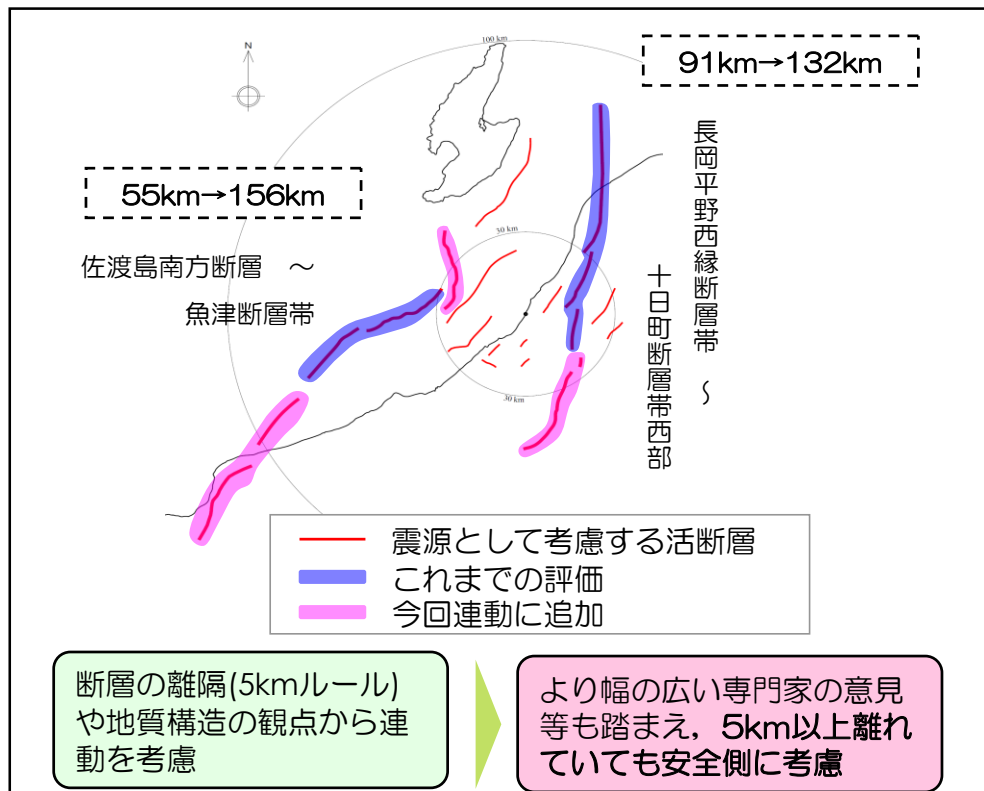 N
100 km
91km→132km
55km→156km
佐渡島南方断層 ～
魚津断層帯
長岡平野西縁断層帯 ～
十日町断層帯西部
30 km
30 km
震源として考慮する活断層
これまでの評価
今回連動に追加
断層の離隔(5kmルール)
や地質構造の観点から連
動を考慮
より幅の広い専門家の意見
等も踏まえ，5km以上離れ
ていても安全側に考慮